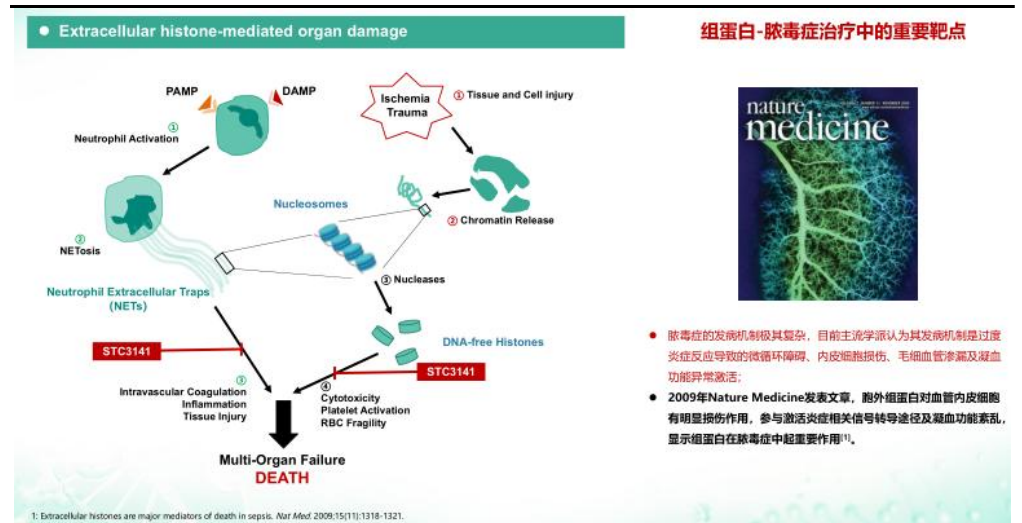 Extracellular histone-mediated organ damage
组蛋白-脓毒症治疗中的重要靶点
PAMP
DAMP
①
Neutrophil Activation
Ischemia
Trauma
① Tissue and Cell injury
② Chromatin Release
Nucleosomes
③ Nucleases
②
NETosis
Neutrophil Extracellular Traps
(NETs)
DNA-free Histones
STC3141
STC3141
③
Intravascular Coagulation
Inflammation
Tissue Injury
④
Cytotoxicity
Platelet Activation
RBC Fragility
Multi-Organ Failure
DEATH
nature
medicine
脓毒症的发病机制极其复杂，目前主流学派认为其发病机制是过度
炎症反应导致的微循环障碍、内皮细胞损伤、毛细血管渗漏及凝血
功能异常激活；
2009年Nature Medicine发表文章，胞外组蛋白对血管内皮细胞
有明显损伤作用，参与激活炎症相关信号转导途径及凝血功能紊乱，
显示组蛋白在脓毒症中起重要作用[1]。
1: Extracellular histones are major mediators of death in sepsis. Nat Med. 2009;15(11):1318-1321.